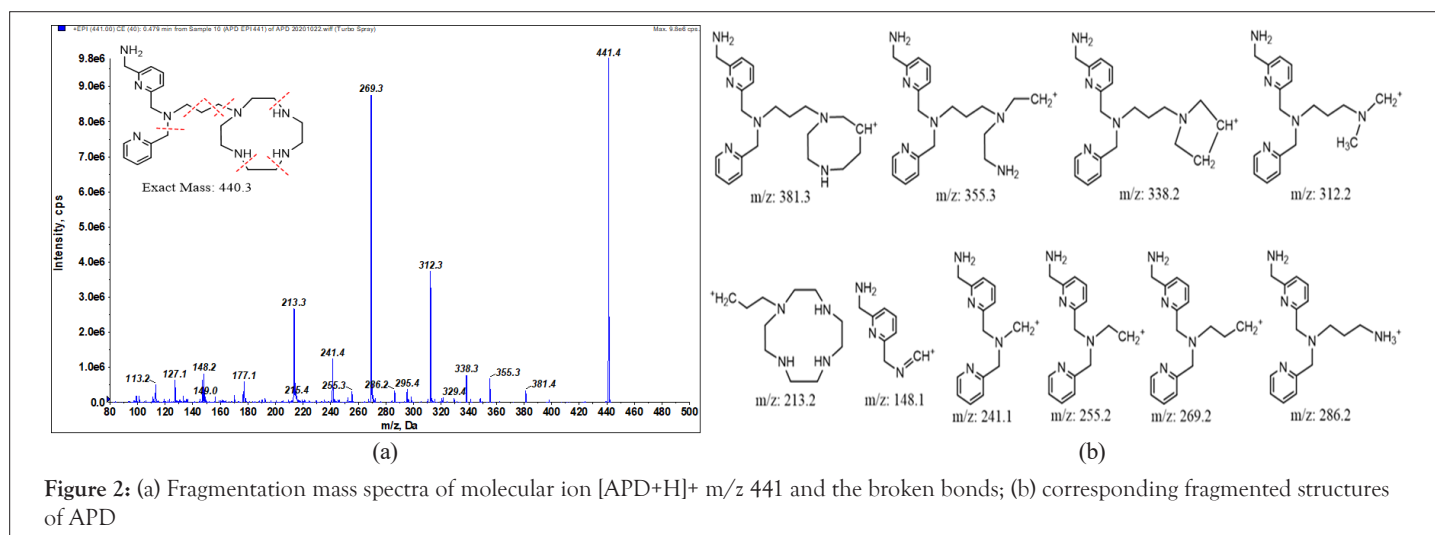 +EPI (441.00) CE (40): 0.479 min from Sample 10 (APD EPI 441) of APD 20201022.wiff (Turbo Spray)
Max. 9.8e6 cps.
9.8e6
9.0e6
8.0e6
7.0e6
6.0e6
5.0e6
4.0e6
3.0e6
2.0e6
1.0e6
0.0
Intensity, cps
NH2
N
N
N
N
HN
NH
HN
Exact Mass: 440.3
113.2
127.1
148.2
149.0
177.1
213.3
215.4
241.4
255.3
269.3
286.2
295.4
312.3
329.4
338.3
355.3
381.4
441.4
80 100 120 140 160 180 200 220 240 260 280 300 320 340 360 380 400 420 440 460 480 500
m/z, Da
(a)
NH2
N
N
N
N
CH+
N
H
m/z: 381.3
NH2
N
N
N
N
CH2+
NH2
m/z: 355.3
NH2
N
N
N
N
CH+
CH2
m/z: 338.2
NH2
N
N
N
N
CH2+
H3C
m/z: 312.2
+H2C
N
HN
NH
N
m/z: 213.2
NH2
N
N
CH+
m/z: 148.1
NH2
N
N
CH2+
N
m/z: 241.1
NH2
N
N
CH2+
N
m/z: 255.2
NH2
N
N
CH2+
N
m/z: 269.2
NH2
N
N
NH3+
N
m/z: 286.2
(b)
Figure 2: (a) Fragmentation mass spectra of molecular ion [APD+H]+ m/z 441 and the broken bonds; (b) corresponding fragmented structures
of APD